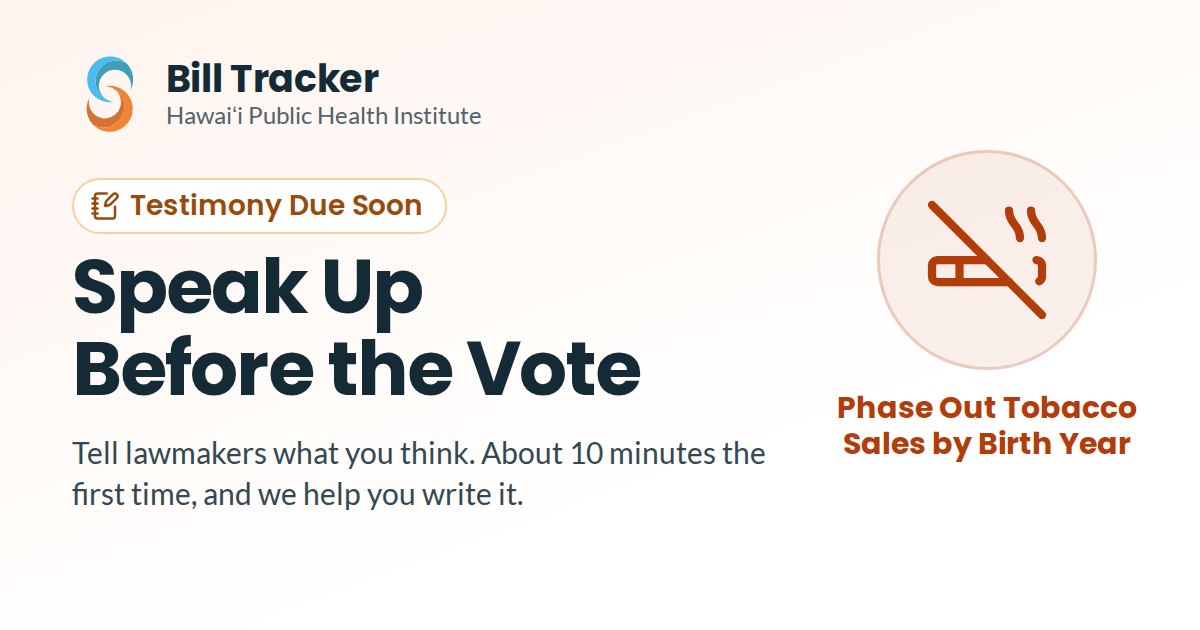 Bill Tracker
Hawaiʻi Public Health Institute
Testimony Due Soon
Speak Up
Before the Vote
Tell lawmakers what you think. About 10 minutes the
first time, and we help you write it.
Phase Out Tobacco
Sales by Birth Year